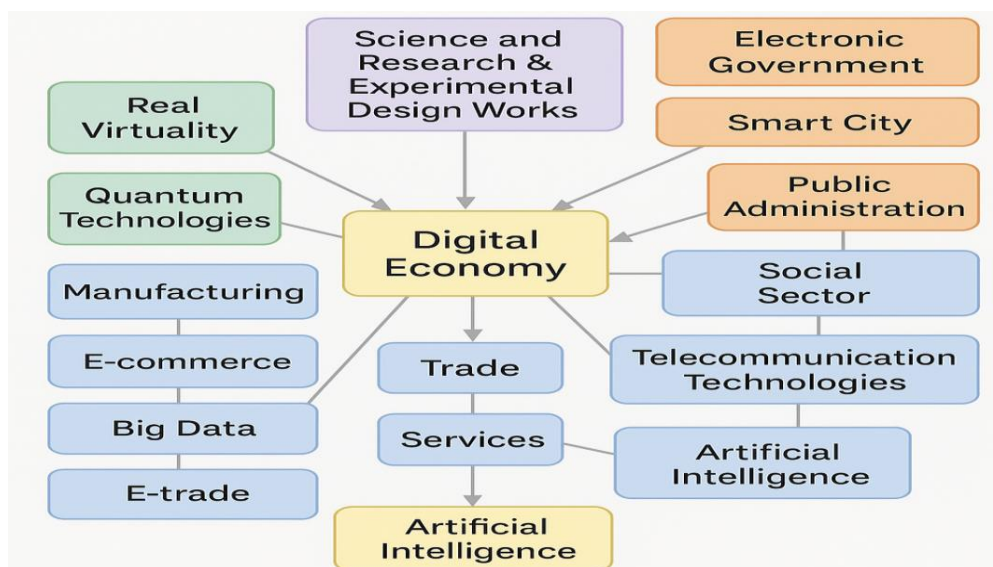 Science and
Research &
Experimental
Design Works
Electronic
Government
Real
Virtuality
Smart City
Quantum
Technologies
Public
Administration
Digital
Economy
Manufacturing
Social
Sector
E-commerce
Trade
Telecommunication
Technologies
Big Data
Services
Artificial
Intelligence
E-trade
Artificial
Intelligence